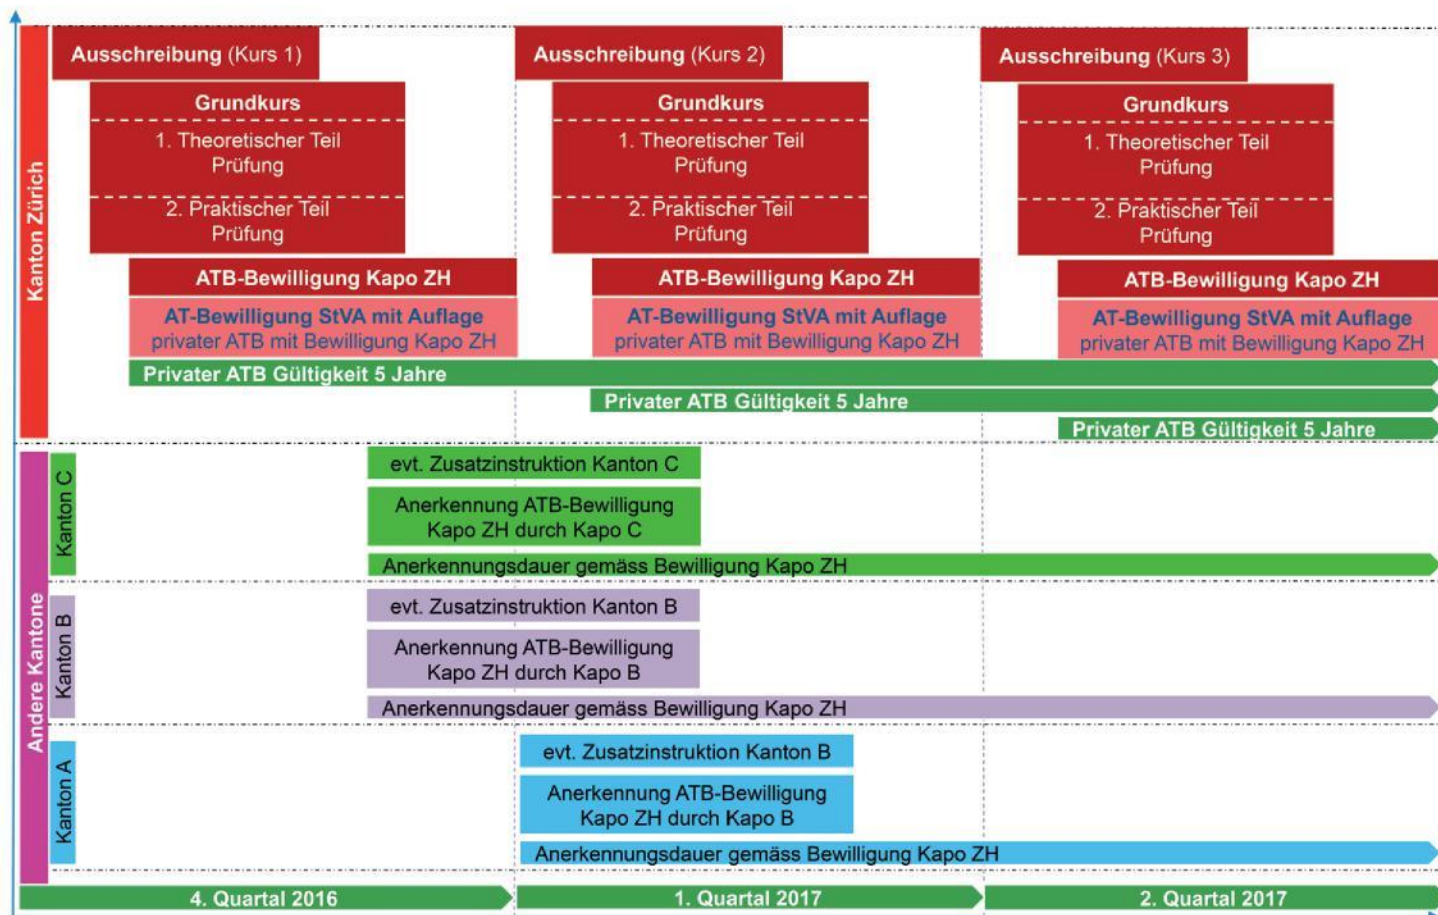 Kanton Zürich
Ausschreibung (Kurs 1)
Grundkurs
1. Theoretischer Teil
Prüfung
2. Praktischer Teil
Prüfung
ATB-Bewilligung Kapo ZH
AT-Bewilligung StVA mit Auflage
privater ATB mit Bewilligung Kapo ZH
Ausschreibung (Kurs 2)
Grundkurs
1. Theoretischer Teil
Prüfung
2. Praktischer Teil
Prüfung
ATB-Bewilligung Kapo ZH
AT-Bewilligung StVA mit Auflage
privater ATB mit Bewilligung Kapo ZH
Ausschreibung (Kurs 3)
Grundkurs
1. Theoretischer Teil
Prüfung
2. Praktischer Teil
Prüfung
ATB-Bewilligung Kapo ZH
AT-Bewilligung StVA mit Auflage
privater ATB mit Bewilligung Kapo ZH
Privater ATB Gültigkeit 5 Jahre
Privater ATB Gültigkeit 5 Jahre
Privater ATB Gültigkeit 5 Jahre
Andere Kantone
Kanton C
evt. Zusatzinstruktion Kanton C
Anerkennung ATB-Bewilligung
Kapo ZH durch Kapo C
Anerkennungsdauer gemäss Bewilligung Kapo ZH
Kanton B
evt. Zusatzinstruktion Kanton B
Anerkennung ATB-Bewilligung
Kapo ZH durch Kapo B
Anerkennungsdauer gemäss Bewilligung Kapo ZH
Kanton A
evt. Zusatzinstruktion Kanton B
Anerkennung ATB-Bewilligung
Kapo ZH durch Kapo B
Anerkennungsdauer gemäss Bewilligung Kapo ZH
4. Quartal 2016
1. Quartal 2017
2. Quartal 2017